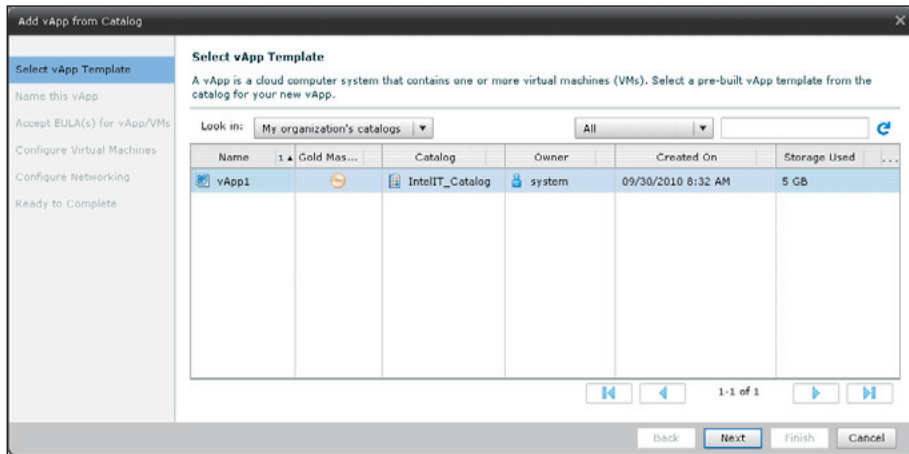 Add vApp from Catalog
Select vApp Template
Name this vApp
Accept EULA(s) for vApp/VMs
Configure Virtual Machines
Configure Networking
Ready to Complete
Select vApp Template
A vApp is a cloud computer system that contains one or more virtual machines (VMs). Select a pre-built vApp template from the
catalog for your new vApp.
Look in: My organization's catalogs All
Name 1 Gold Mas... Catalog Owner Created On Storage Used ...
vApp1 IntelIT_Catalog system 09/30/2010 8:32 AM 5 GB
1-1 of 1
Back Next Finish Cancel